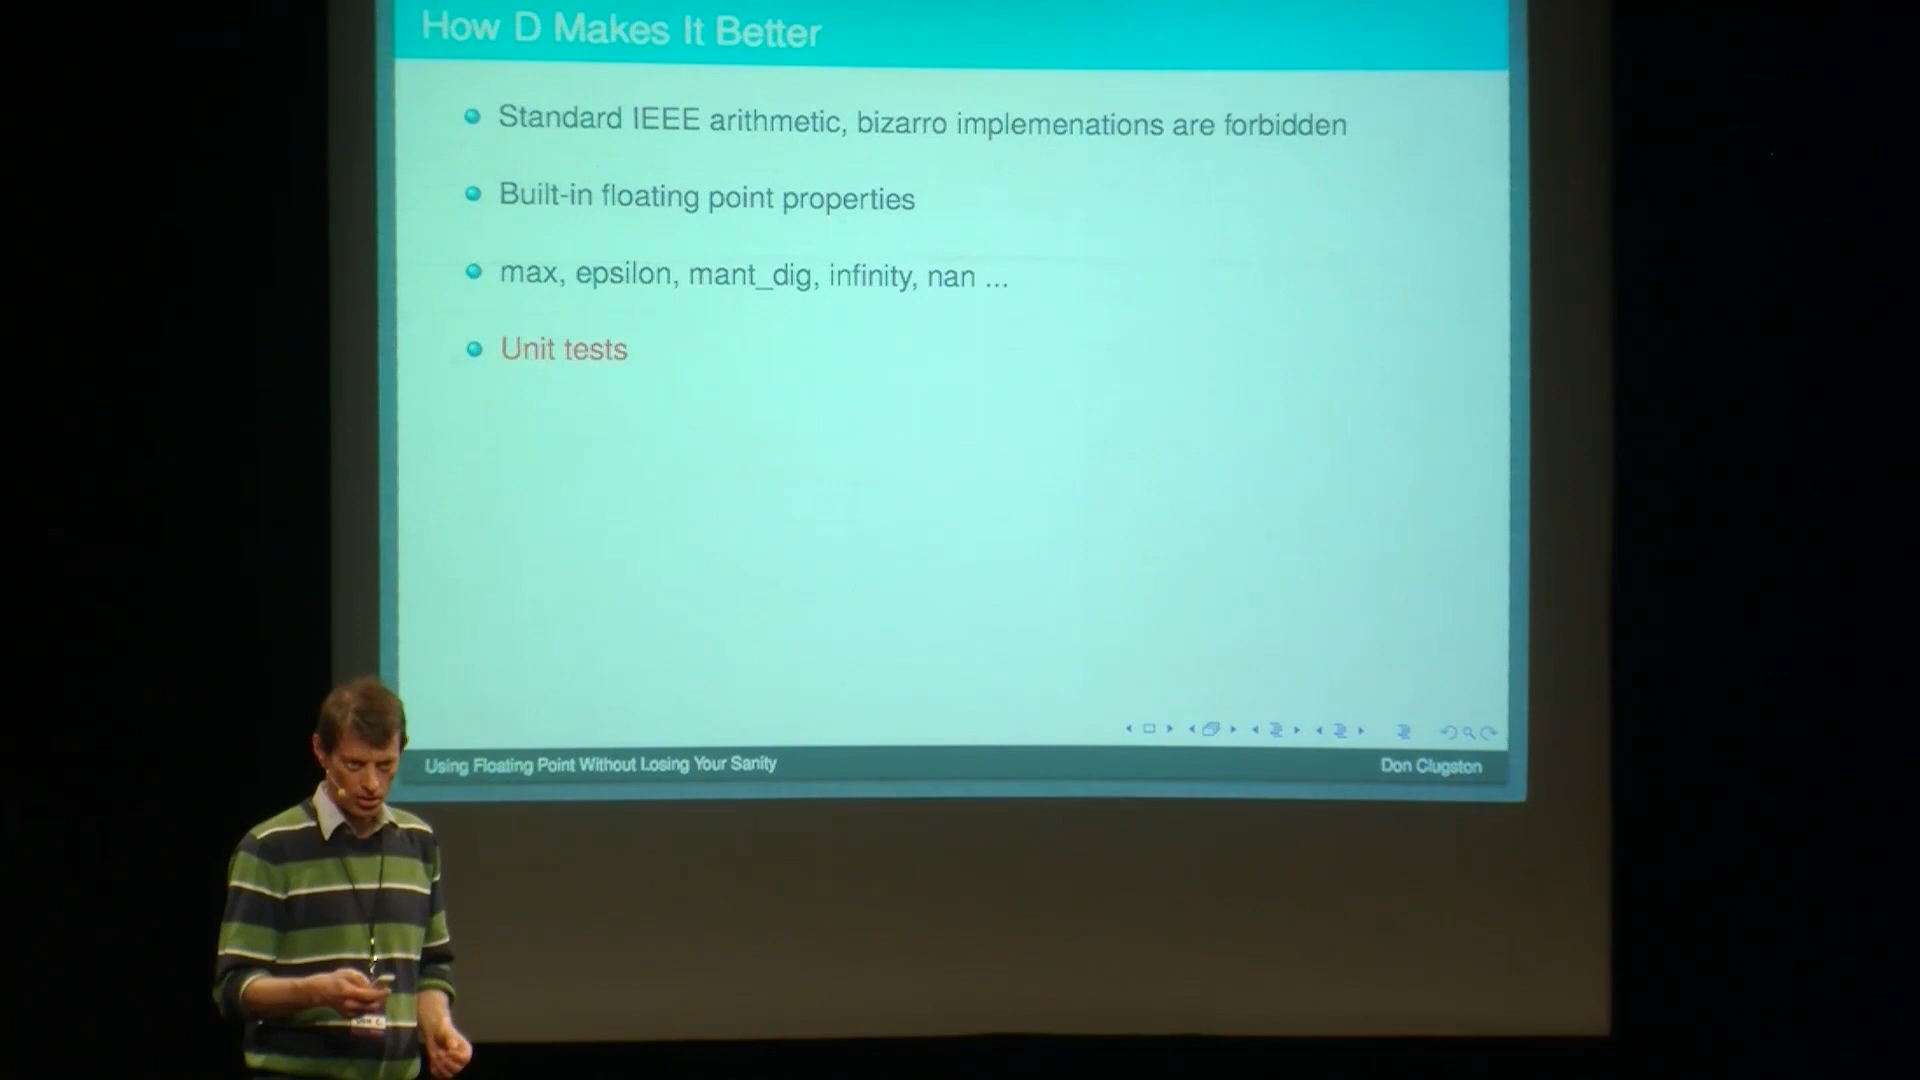 How D Makes It Better
Standard IEEE arithmetic, bizarro implemenations are forbidden
Built-in floating point properties
max, epsilon, mant_dig, infinity, nan ...
Unit tests
Using Floating Point Without Losing Your Sanity
Don Clugston